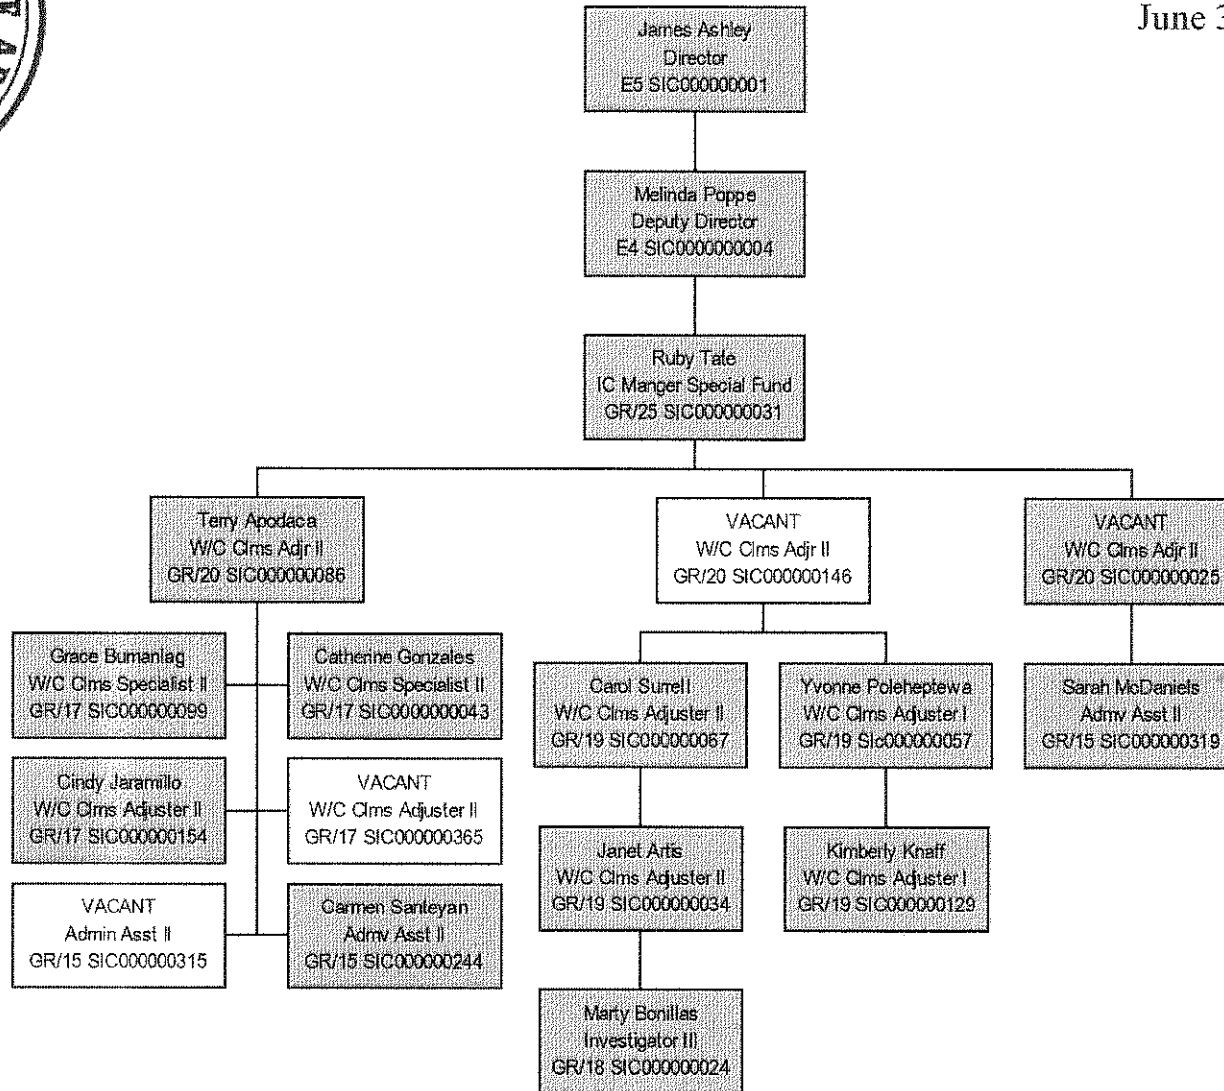 June 3
James Ashley
Director
E5 SIC000000001
Melinda Poppe
Deputy Director
E4 SIC0000000004
Ruby Tate
IC Manger Special Fund
GR/25 SIC000000031
Terry Apodaca
W/C Clms Adjr II
GR/20 SIC000000086
VACANT
W/C Clms Adjr II
GR/20 SIC000000146
VACANT
W/C Clms Adjr II
GR/20 SIC000000025
Grace Bumanlag
W/C Clms Specialist II
GR/17 SIC000000099
Catherine Gonzales
W/C Clms Specialist II
GR/17 SIC0000000043
Carol Surrell
W/C Clms Adjuster II
GR/19 SIC000000067
Yvonne Poleheptewa
W/C Clms Adjuster I
GR/19 SIc000000057
Sarah McDaniels
Admv Asst II
GR/15 SIC000000319
Cindy Jaramillo
W/C Clms Adjuster II
GR/17 SIC000000154
VACANT
W/C Clms Adjuster II
GR/17 SIC000000365
Janet Artis
W/C Clms Adjuster II
GR/19 SIC000000034
Kimberly Knaff
W/C Clms Adjuster I
GR/19 SIC000000129
VACANT
Admin Asst II
GR/15 SIC000000315
Carmen Santeyan
Admv Asst II
GR/15 SIC000000244
Marty Bonillas
Investigator III
GR/18 SIC000000024